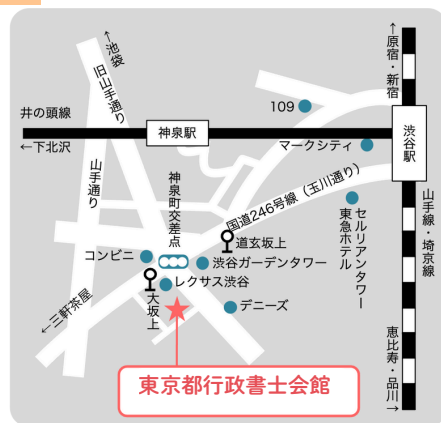 ←原宿・新宿
←池袋
旧山手通り
109
井の頭線
神泉駅
渋谷駅
←下北沢
マークシティ
山手通り
神泉町交差点
国道246号線（玉川通り）
山手線・埼京線
道玄坂上
セルリアンタワー
東急ホテル
コンビニ
渋谷ガーデンタワー
レクサス渋谷
大坂上
デニーズ
←三軒茶屋
恵比寿・品川→
東京都行政書士会館